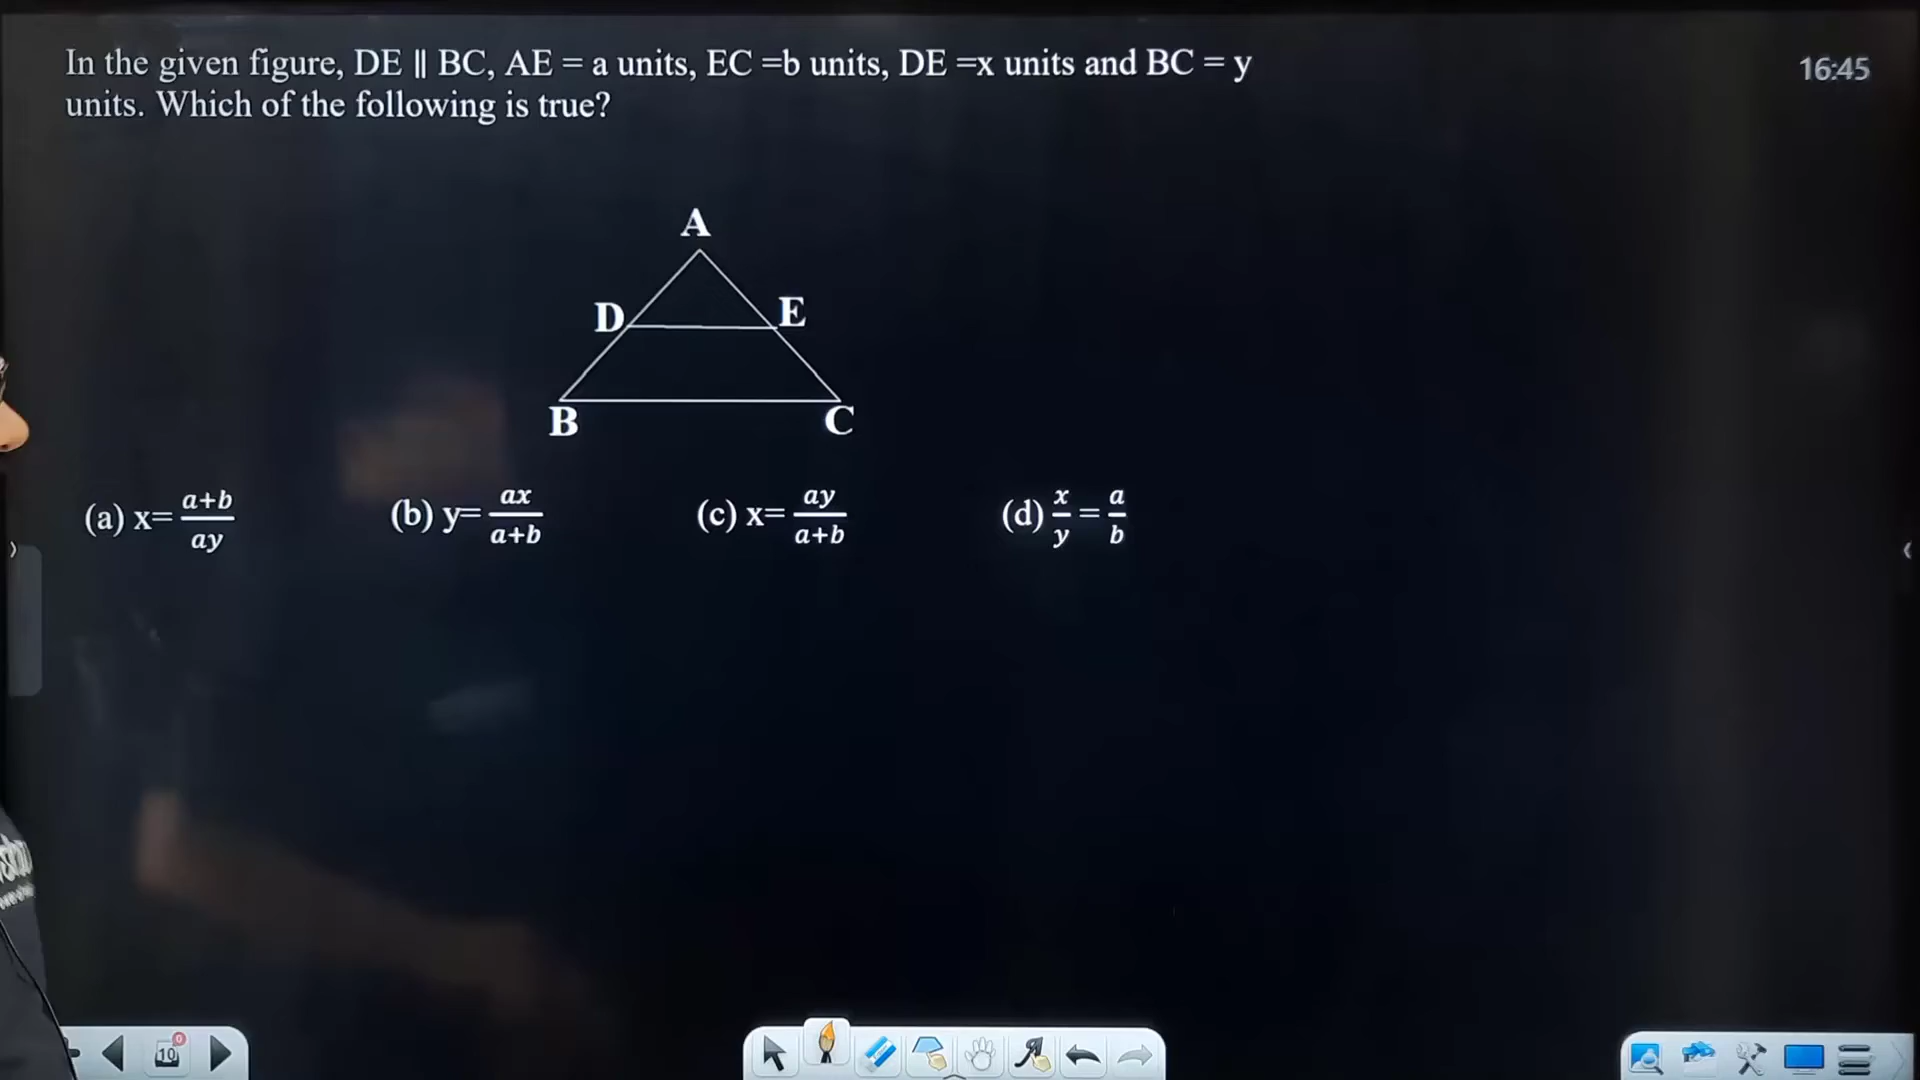 In the given figure, DE || BC, AE = a units, EC =b units, DE =x units and BC = y
units. Which of the following is true?
16:45
A
D
E
B
C
(a) x= a+b/ay
(b) y= ax/a+b
(c) x= ay/a+b
(d) x/y = a/b
10
0